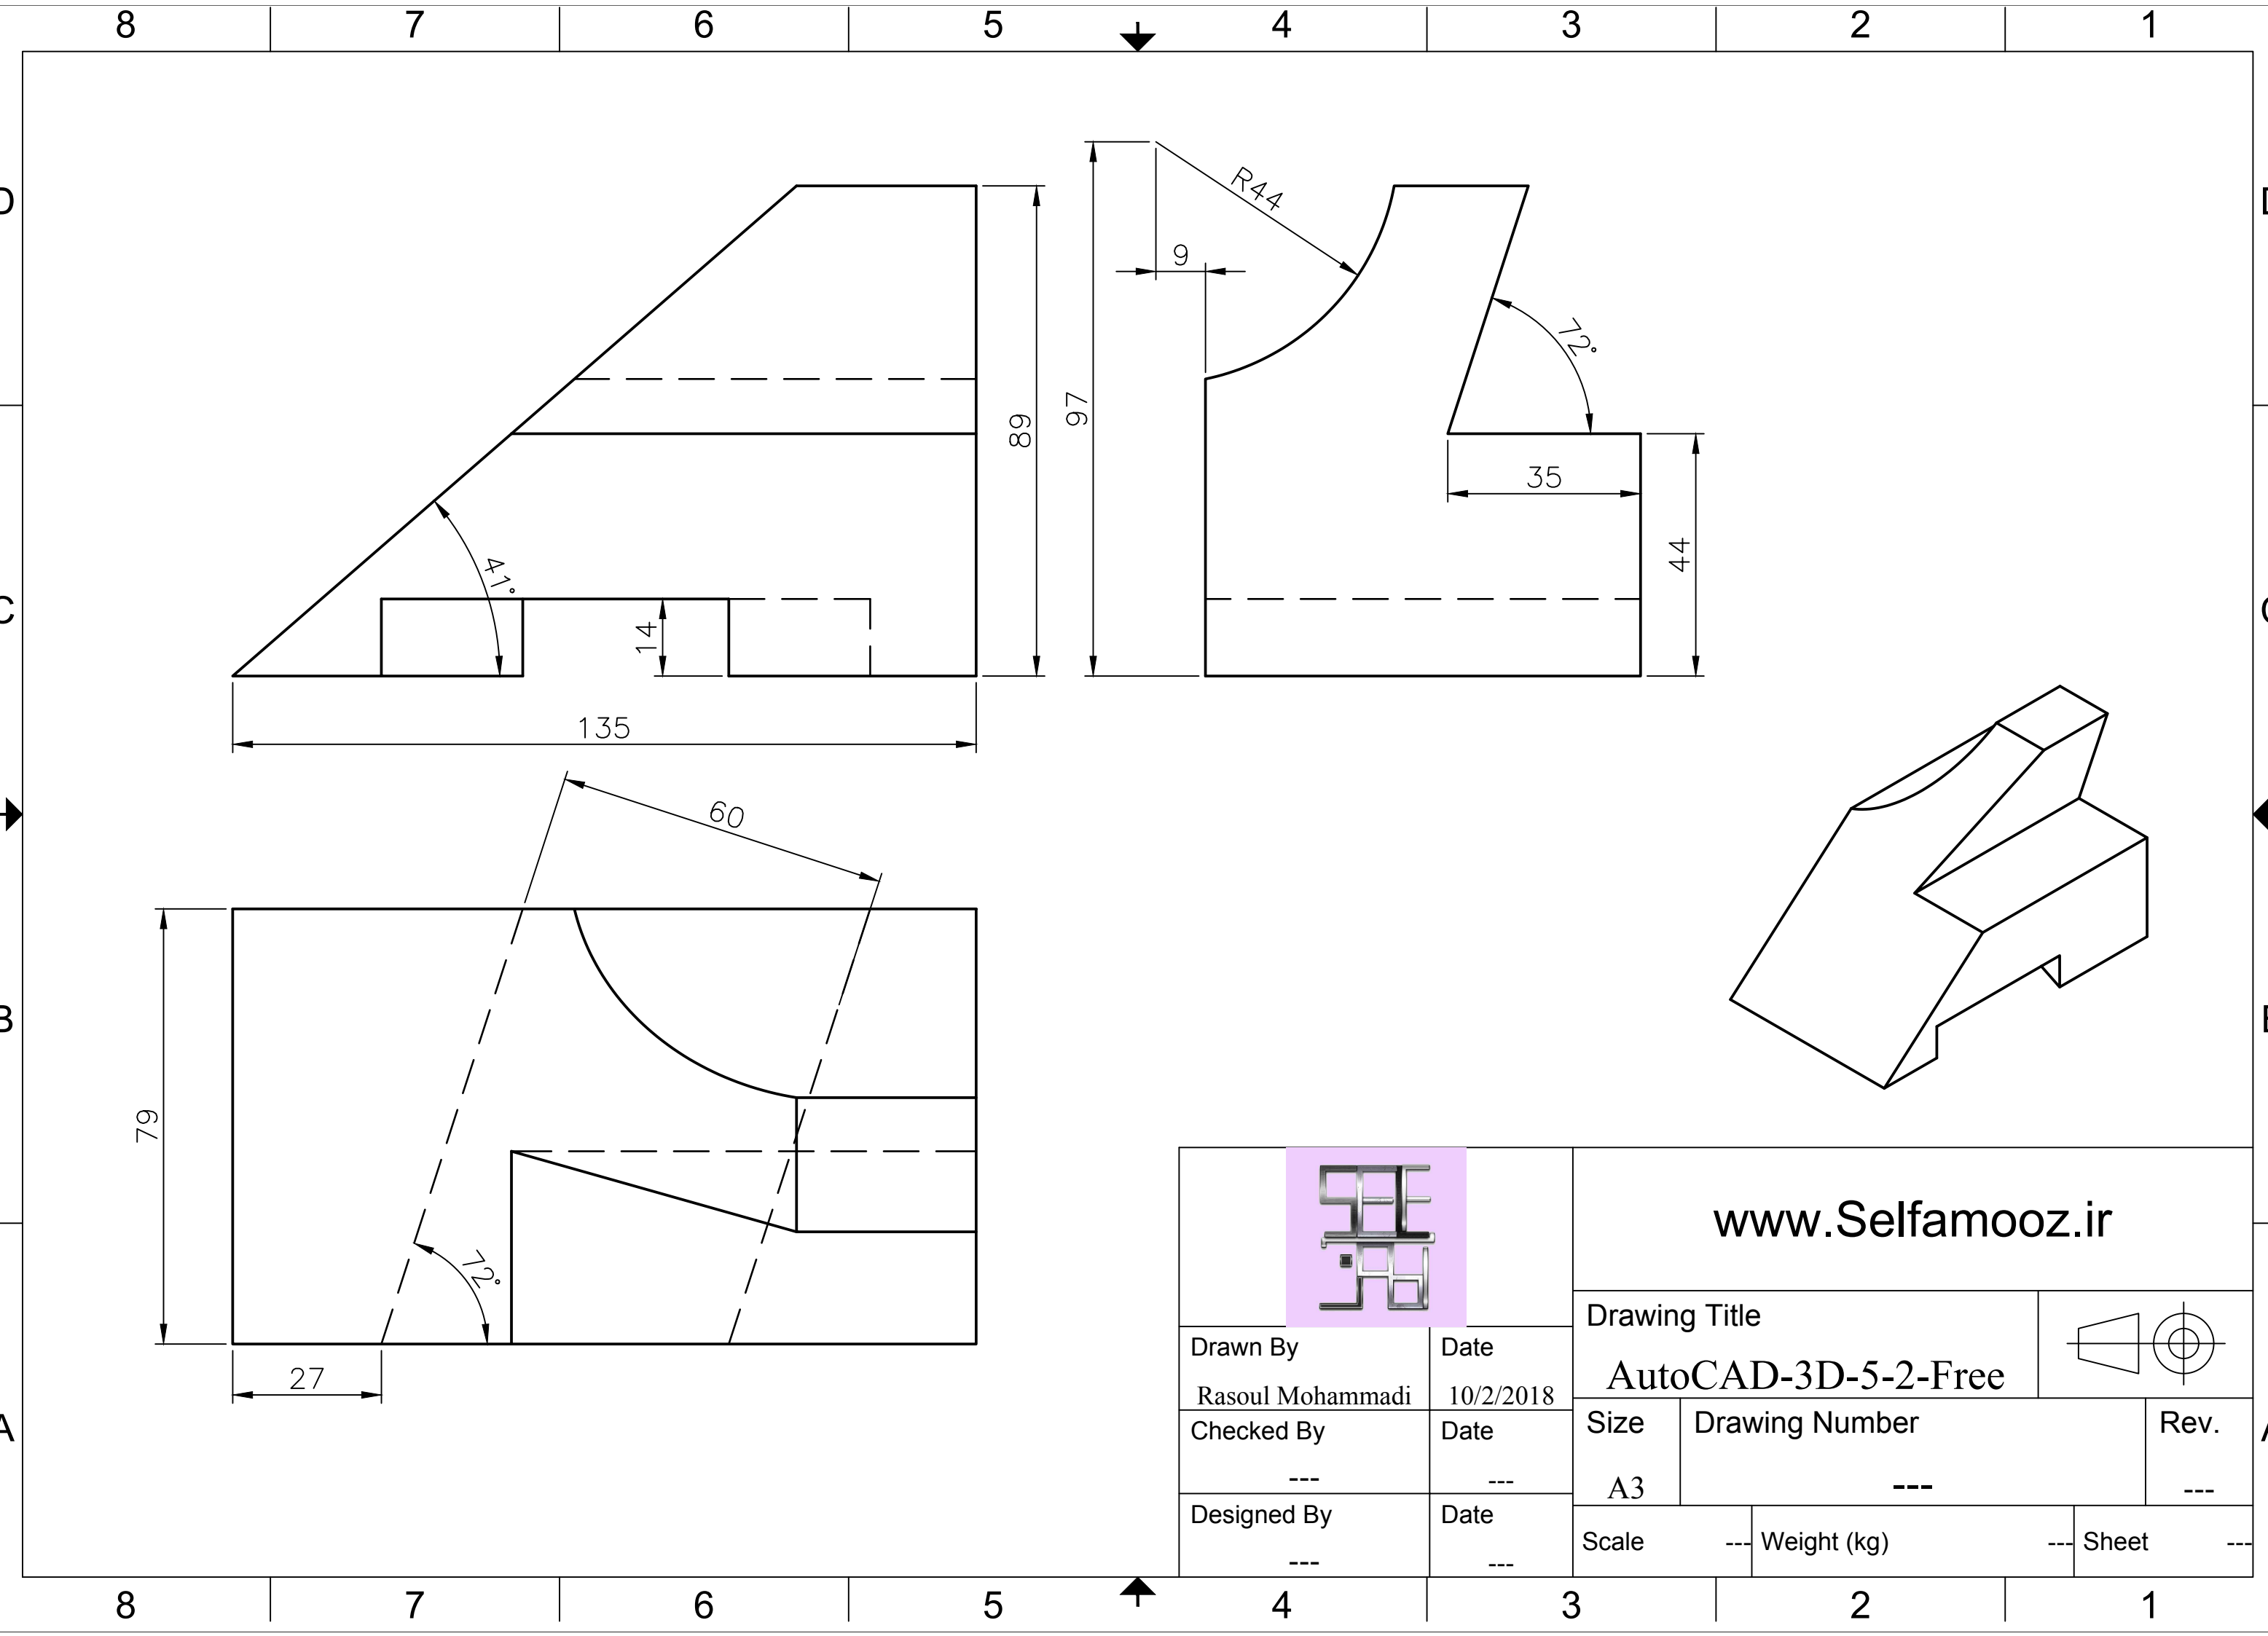 8 7 6 5 4 3 2 1
D
C
B
A
R44
9
97
89
72°
35
44
41°
14
135
60
79
72°
27
www.Selfamooz.ir
Drawing Title
AutoCAD-3D-5-2-Free
Drawn By
Rasoul Mohammadi
Date
10/2/2018
Checked By
---
Date
---
Designed By
---
Date
---
Size
A3
Drawing Number
---
Rev.
---
Scale ---
Weight (kg) ---
Sheet ---
8 7 6 5 4 3 2 1